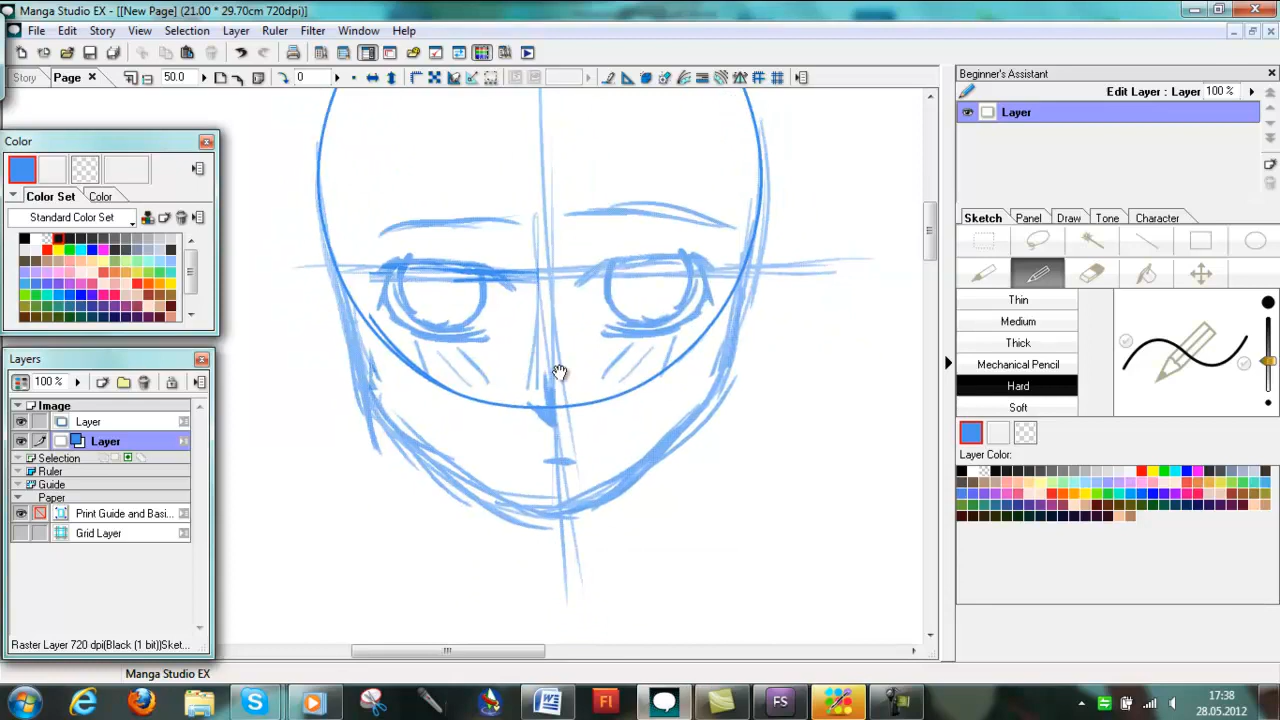 Manga Studio EX - [[New Page] (21.00 * 29.70cm 720dpi)]
File Edit Story View Selection Layer Ruler Filter Window Help
Story Page 50.0 0
Beginner's Assistant
Edit Layer : Layer 100 %
Layer
Color
Color Set Color
Standard Color Set
Layers
100 %
Image
Layer
Layer
Selection
Ruler
Guide
Paper
Print Guide and Basi...
Grid Layer
Raster Layer 720 dpi(Black (1 bit))Sket...
Sketch Panel Draw Tone Character
Thin
Medium
Thick
Mechanical Pencil
Hard
Soft
Layer Color:
Manga Studio EX
W Fl FS
17:38
28.05.2012